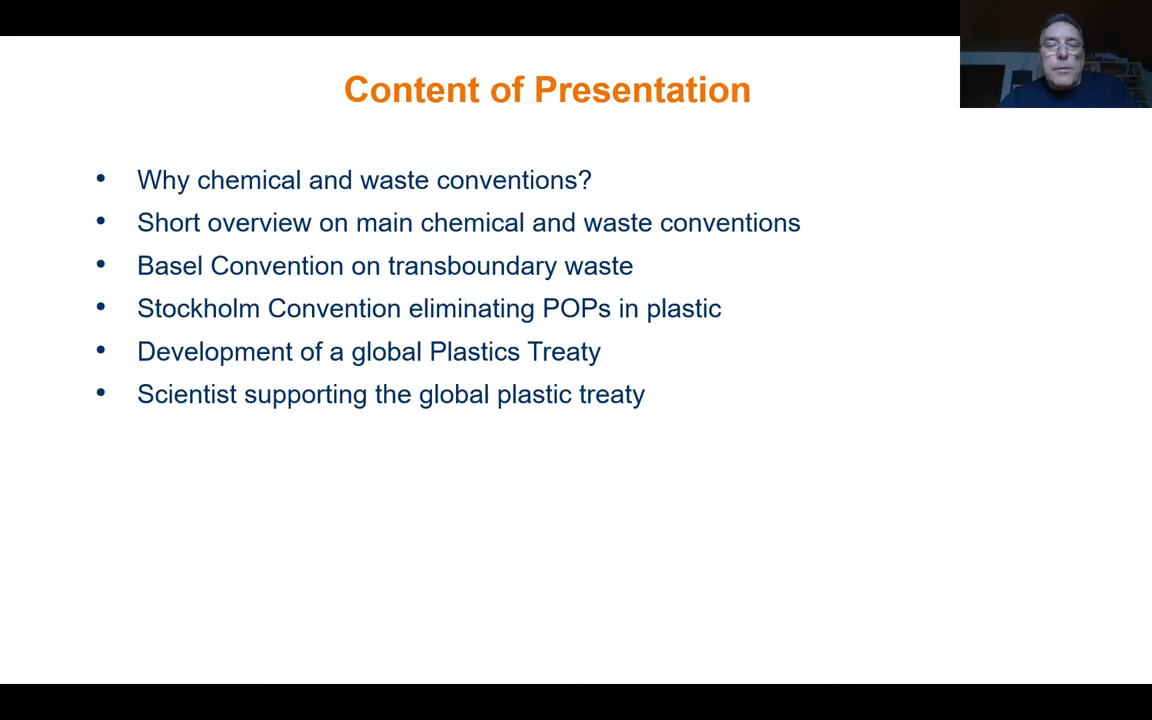 Content of Presentation
• Why chemical and waste conventions?
• Short overview on main chemical and waste conventions
• Basel Convention on transboundary waste
• Stockholm Convention eliminating POPs in plastic
• Development of a global Plastics Treaty
• Scientist supporting the global plastic treaty